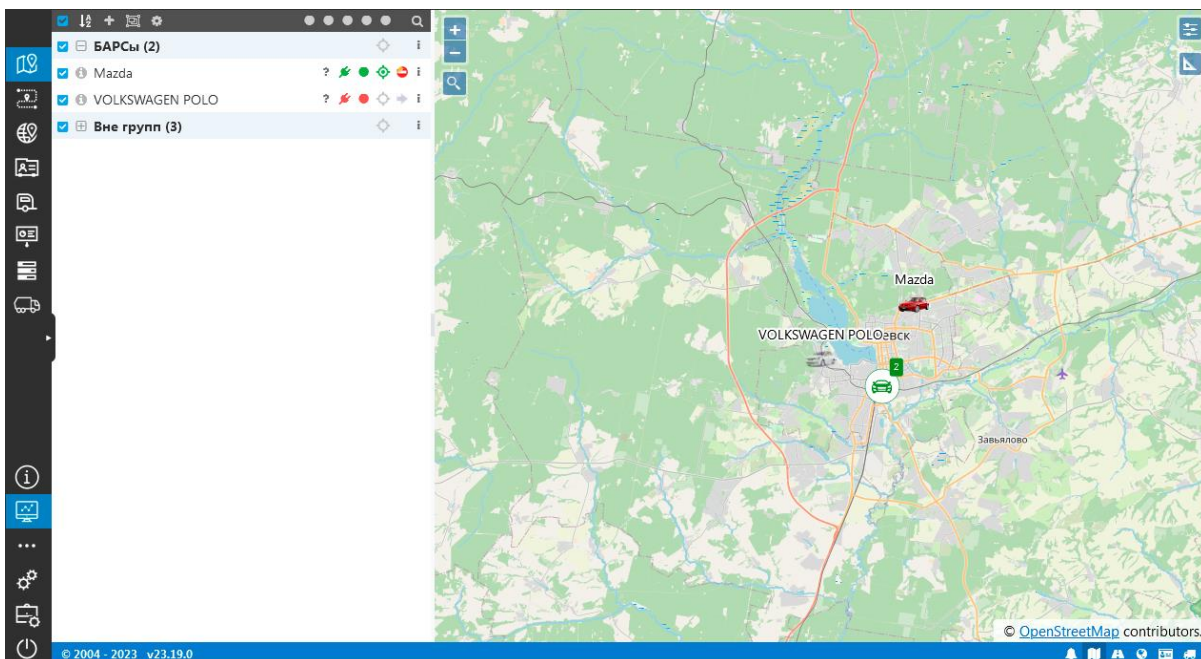 БАРСы (2)
Mazda
?
VOLKSWAGEN POLO
?
Вне групп (3)
Mazda
VOLKSWAGEN POLO
евск
2
Завьялово
© OpenStreetMap contributors.
© 2004 - 2023 v23.19.0